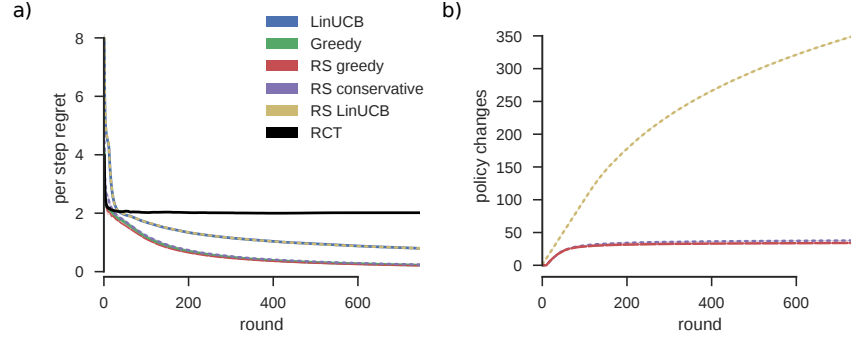 a)
8
6
4
2
0
per step regret
0
200
400
600
round
LinUCB
Greedy
RS greedy
RS conservative
RS LinUCB
RCT
b)
350
300
250
200
150
100
50
0
policy changes
0
200
400
600
round